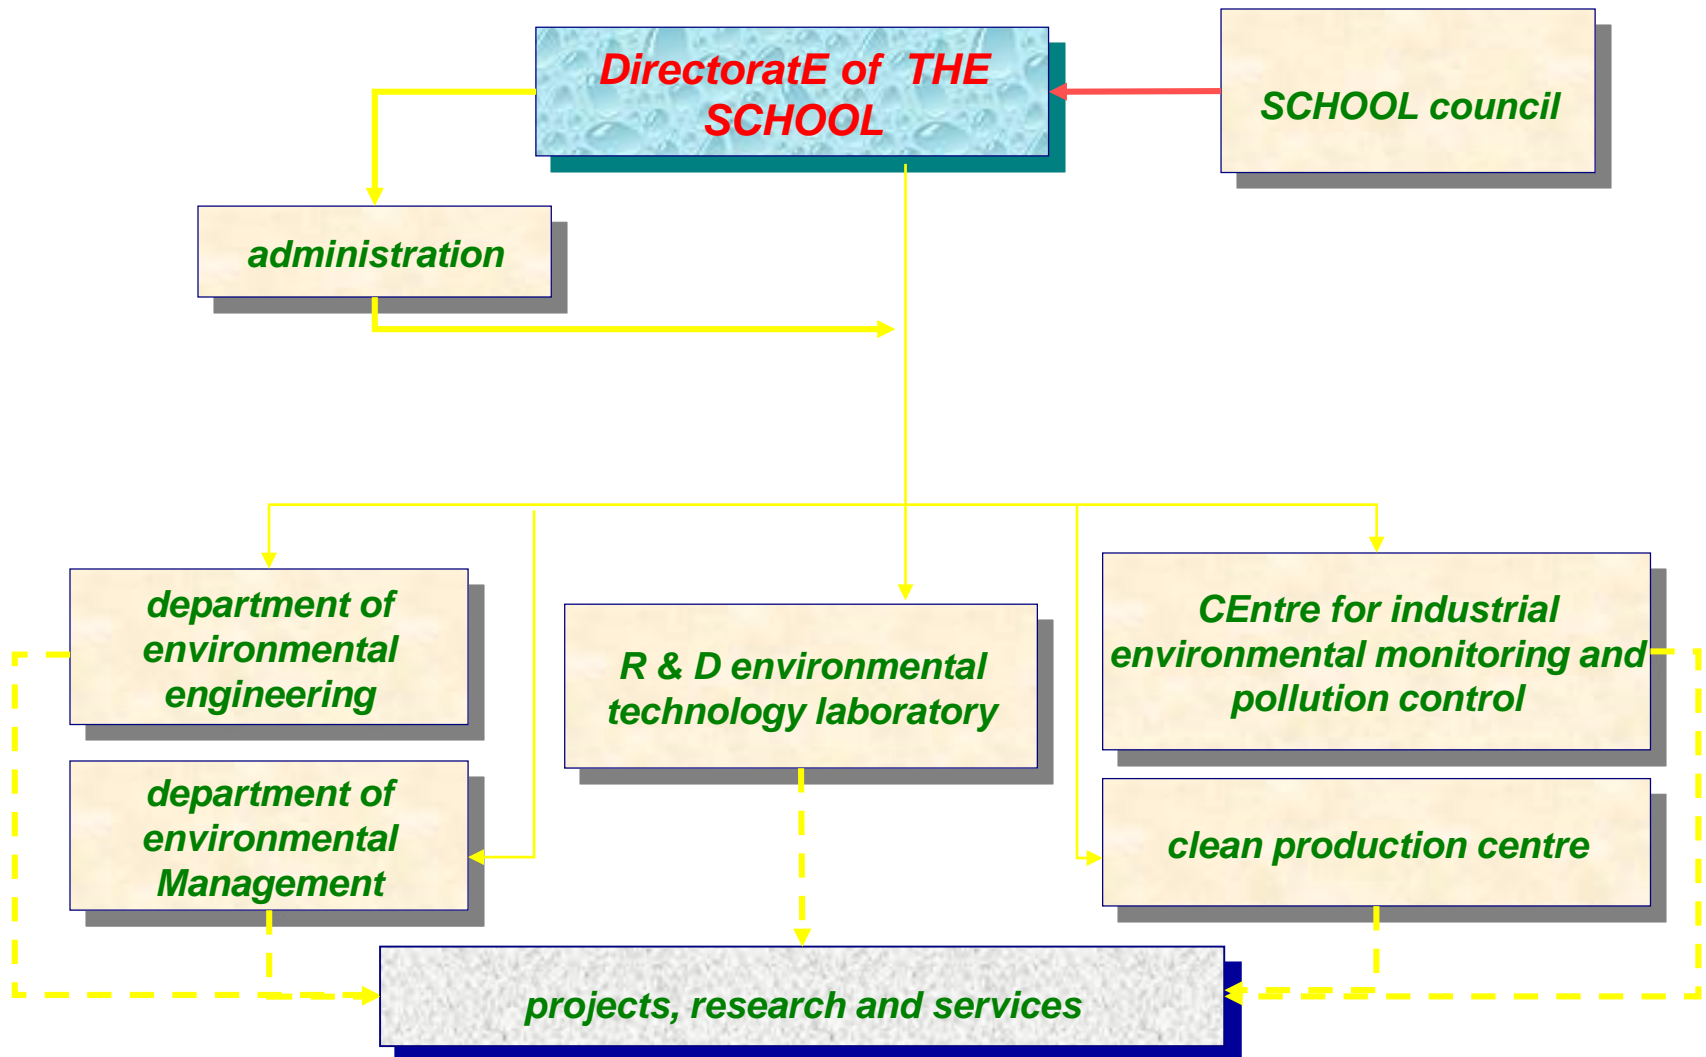 DirectoratE of THE
SCHOOL
SCHOOL council
administration
department of
environmental
engineering
R & D environmental
technology laboratory
CEntre for industrial
environmental monitoring and
pollution control
department of
environmental
Management
clean production centre
projects, research and services